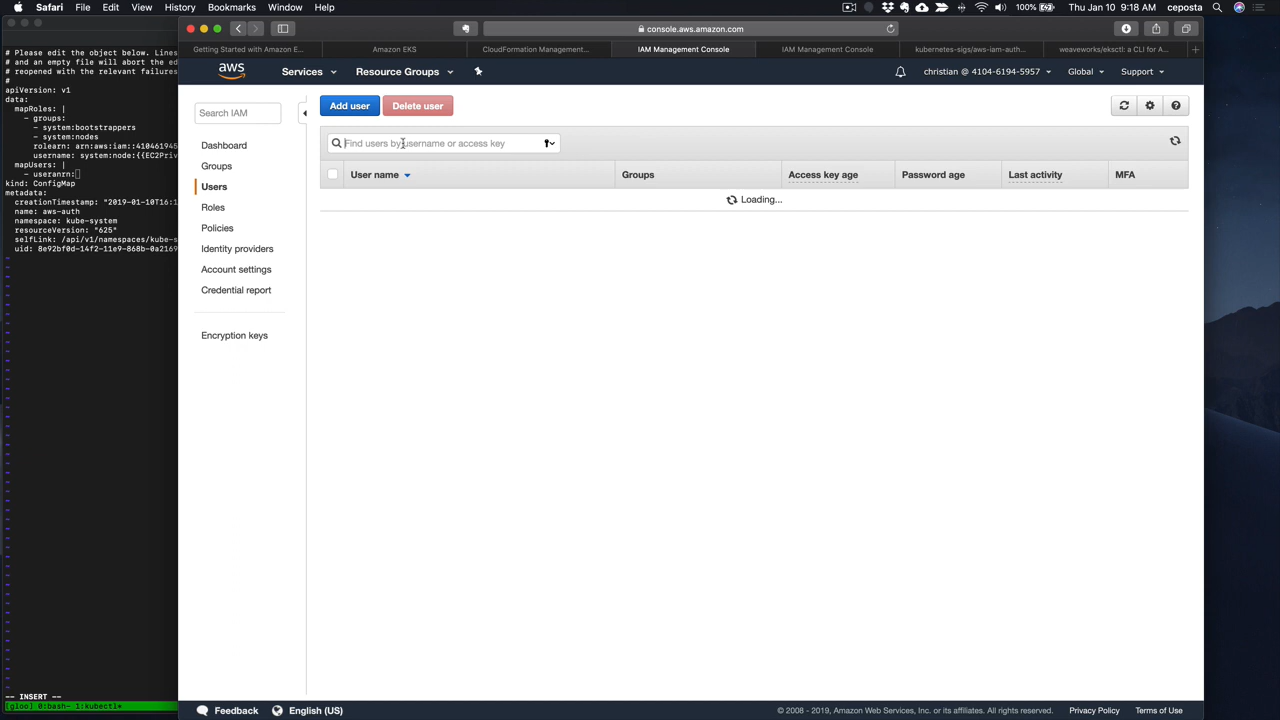 Safari File Edit View History Bookmarks Window Help
100% Thu Jan 10 9:18 AM ceposta
console.aws.amazon.com
Getting Started with Amazon E...
Amazon EKS
CloudFormation Management...
IAM Management Console
IAM Management Console
kubernetes-sigs/aws-iam-auth...
weaveworks/eksctl: a CLI for A...
# Please edit the object below. Lines
# and an empty file will abort the ed
# reopened with the relevant failures
#
apiVersion: v1
data:
mapRoles: |
- groups:
- system:bootstrappers
- system:nodes
rolearn: arn:aws:iam::410461945
username: system:node:{{EC2Priv
mapUsers: |
- useranrn:
kind: ConfigMap
metadata:
creationTimestamp: "2019-01-10T16:1
name: aws-auth
namespace: kube-system
resourceVersion: "625"
selfLink: /api/v1/namespaces/kube-s
uid: 8e92bf0d-14f2-11e9-868b-0a2169
-- INSERT --
[gloo] 0:bash- 1:kubectl*
aws
Services
Resource Groups
christian @ 4104-6194-5957
Global
Support
Search IAM
Dashboard
Groups
Users
Roles
Policies
Identity providers
Account settings
Credential report
Encryption keys
Add user
Delete user
Find users by username or access key
User name
Groups
Access key age
Password age
Last activity
MFA
Loading...
Feedback
English (US)
© 2008 - 2019, Amazon Web Services, Inc. or its affiliates. All rights reserved.
Privacy Policy
Terms of Use